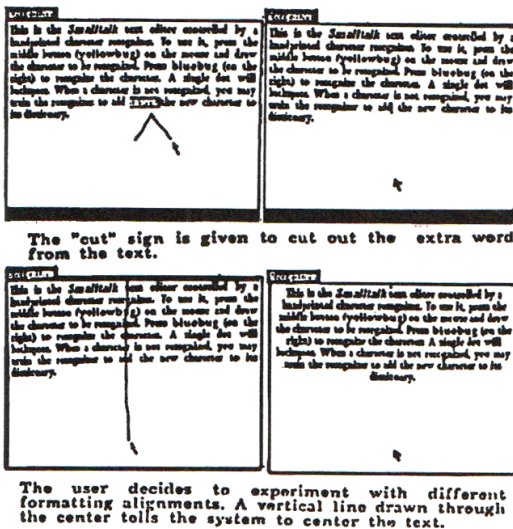 This is the Smalltalk text editor controlled by a
handprinted character recognizer. To use it, press the
middle button (yellowbug) on the mouse and draw
the character to be recognized. Press bluebug (on the
right) to recognize the character. A single dot will
backspace. When a character is not recognized, you may
train the recognizer to add the new character to
its dictionary.
This is the Smalltalk text editor controlled by a
handprinted character recognizer. To use it, press the
middle button (yellowbug) on the mouse and draw
the character to be recognized. Press bluebug (on the
right) to recognize the character. A single dot will
backspace. When a character is not recognized, you may
train the recognizer to add the new character to its
dictionary.
The "cut" sign is given to cut out the extra word
from the text.
This is the Smalltalk text editor controlled by a
handprinted character recognizer. To use it, press the
middle button (yellowbug) on the mouse and draw
the character to be recognized. Press bluebug (on the
right) to recognize the character. A single dot will
backspace. When a character is not recognized, you may
train the recognizer to add the new character to its
dictionary.
This is the Smalltalk text editor controlled by a
handprinted character recognizer. To use it, press the
middle button (yellowbug) on the mouse and draw
the character to be recognized. Press bluebug (on the
right) to recognize the character. A single dot will
backspace. When a character is not recognized, you may
train the recognizer to add the new character to its
dictionary.
The user decides to experiment with different
formatting alignments. A vertical line drawn through
the center tells the system to center the text.